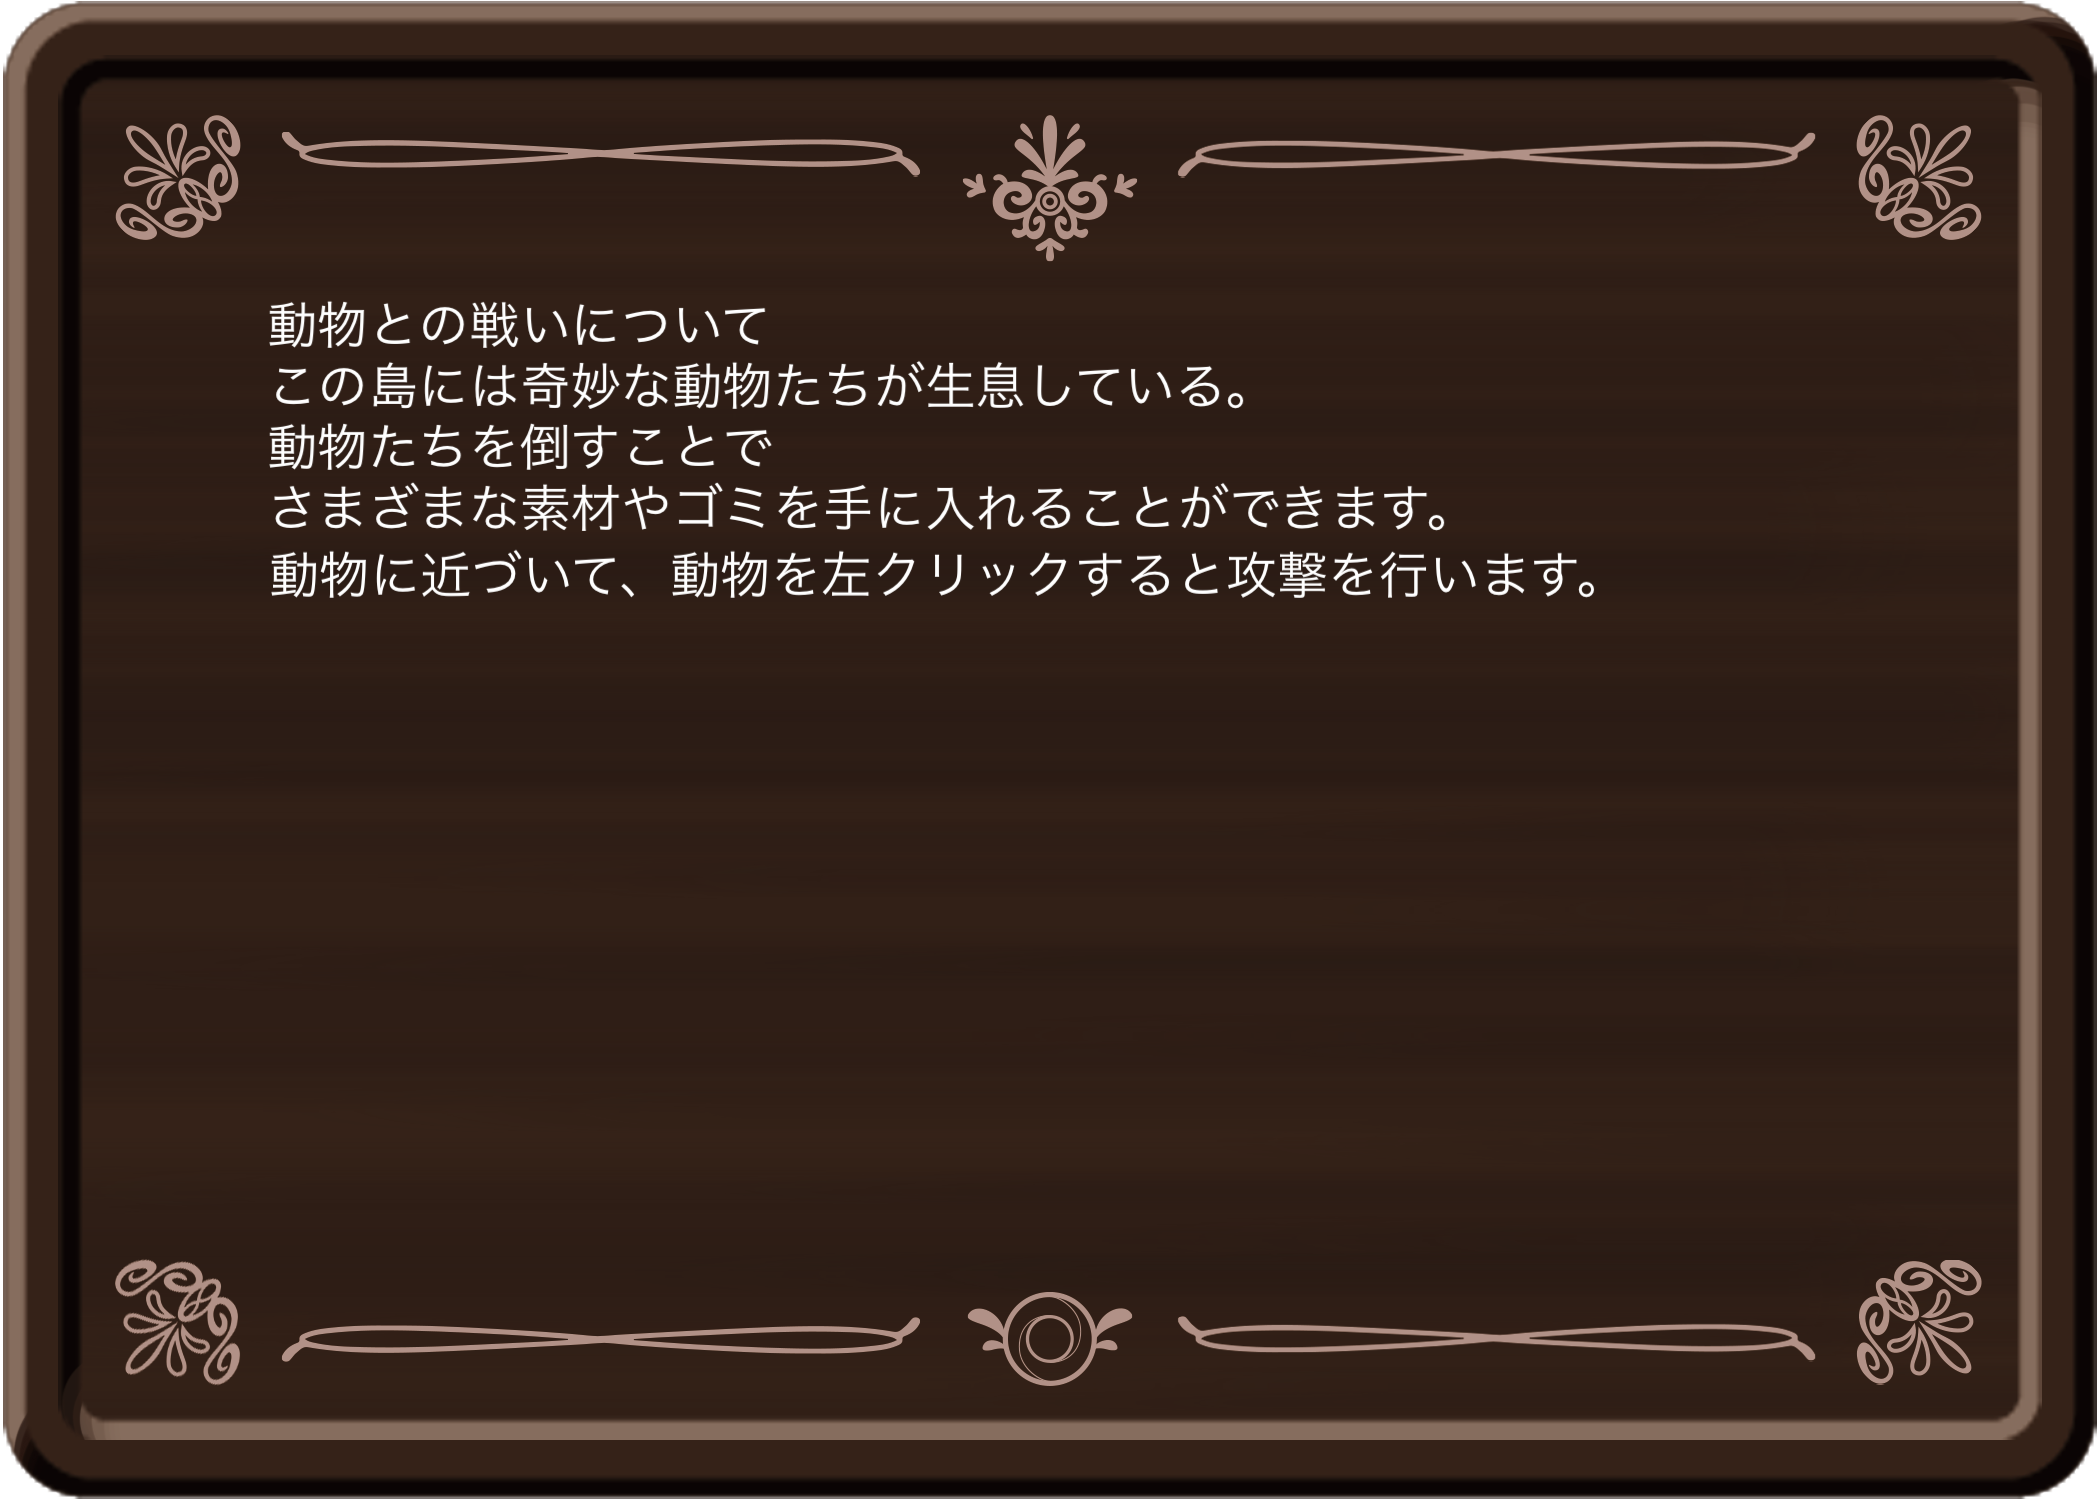 動物との戦いについて
この島には奇妙な動物たちが生息している。
動物たちを倒すことで
さまざまな素材やゴミを手に入れることができます。
動物に近づいて、動物を左クリックすると攻撃を行います。